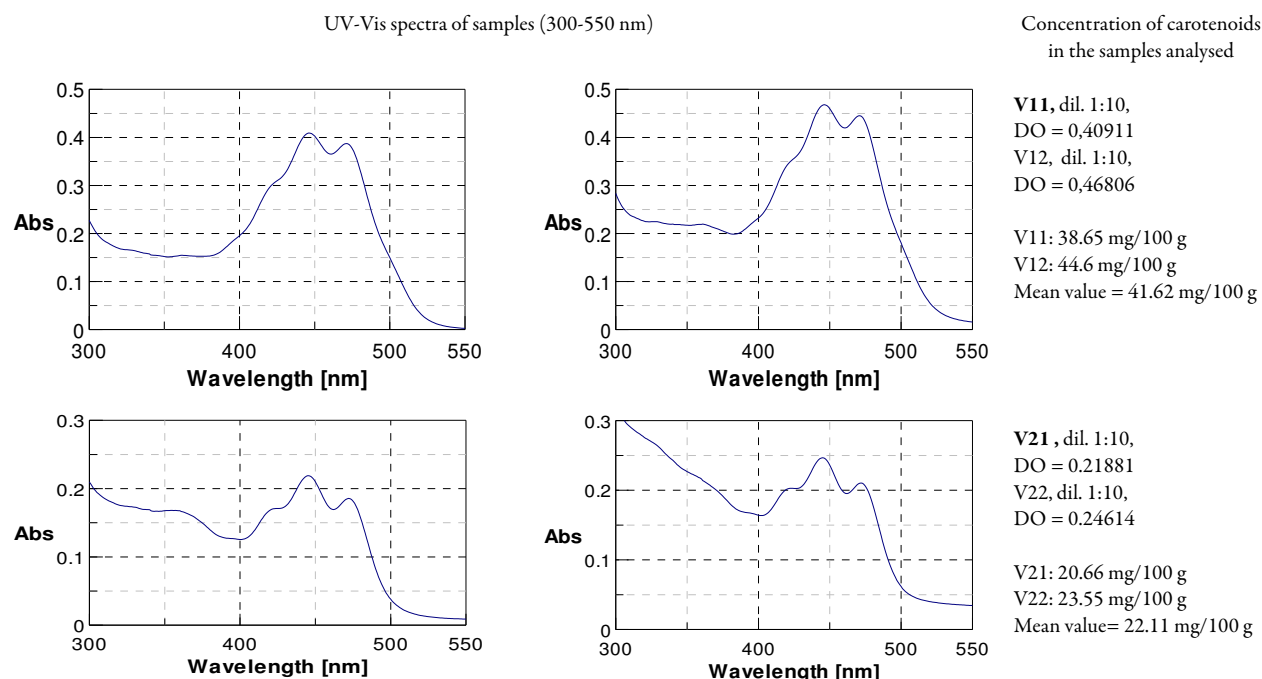 UV-Vis spectra of samples (300-550 nm)
Concentration of carotenoids
in the samples analysed
0.5
0.4
0.3
Abs
0.2
0.1
0
300
400
500
550
Wavelength [nm]
0.5
0.4
0.3
Abs
0.2
0.1
0
300
400
500
550
Wavelength [nm]
V11, dil. 1:10,
DO = 0,40911
V12, dil. 1:10,
DO = 0,46806
V11: 38.65 mg/100 g
V12: 44.6 mg/100 g
Mean value = 41.62 mg/100 g
0.3
0.2
Abs
0.1
0
300
400
500
550
Wavelength [nm]
0.3
0.2
Abs
0.1
0
300
400
500
550
Wavelength [nm]
V21 , dil. 1:10,
DO = 0.21881
V22, dil. 1:10,
DO = 0.24614
V21: 20.66 mg/100 g
V22: 23.55 mg/100 g
Mean value= 22.11 mg/100 g